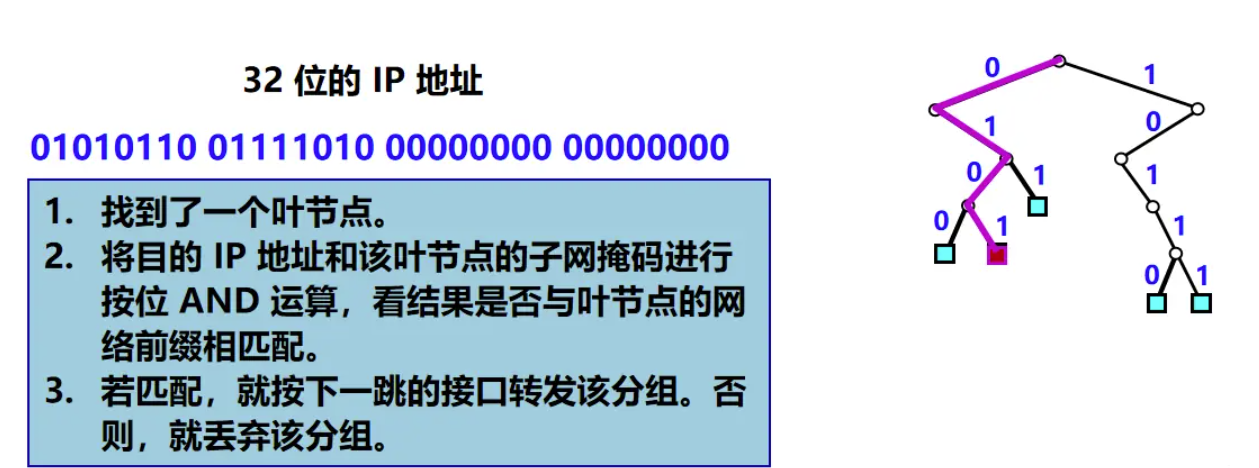 32 位的 IP 地址
01010110 01111010 00000000 00000000
1. 找到了一个叶节点。
2. 将目的 IP 地址和该叶节点的子网掩码进行
按位 AND 运算，看结果是否与叶节点的网
络前缀相匹配。
3. 若匹配，就按下一跳的接口转发该分组。否
则，就丢弃该分组。
0 1
1 0
0 1 1
0 1 1
0 1